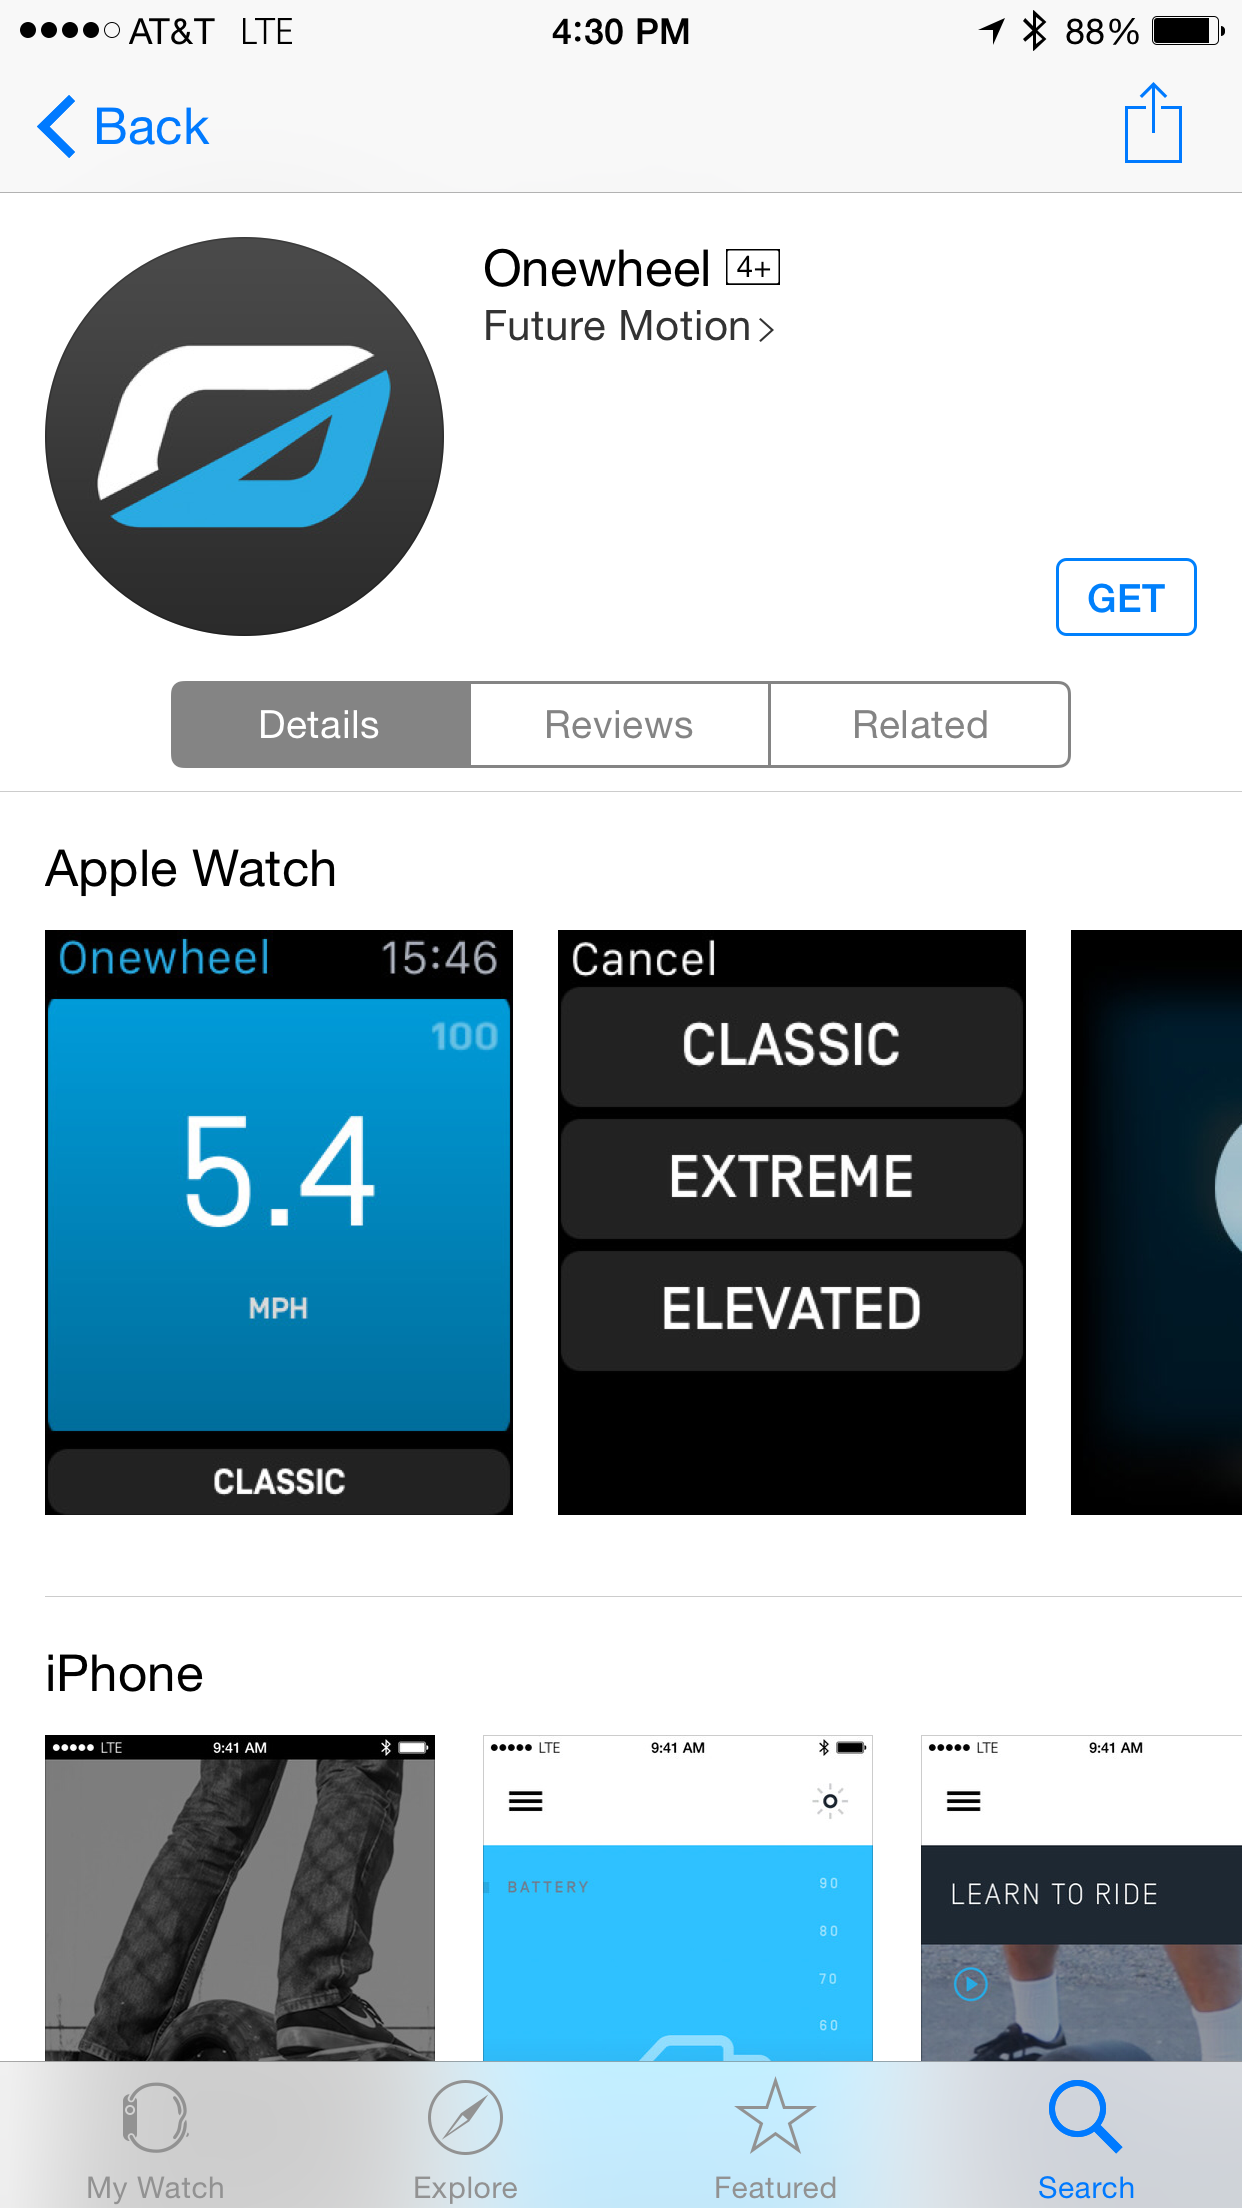 AT&T LTE 4:30 PM 88%
Back
Onewheel 4+
Future Motion
GET
Details Reviews Related
Apple Watch
Onewheel 15:46
100
5.4
MPH
CLASSIC
Cancel
CLASSIC
EXTREME
ELEVATED
iPhone
LTE 9:41 AM
LTE 9:41 AM
BATTERY
90
80
70
60
LTE 9:41 AM
LEARN TO RIDE
My Watch Explore Featured Search